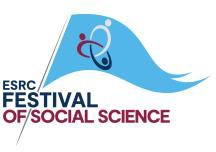 ESRC
FESTIVAL
OF SOCIAL SCIENCE